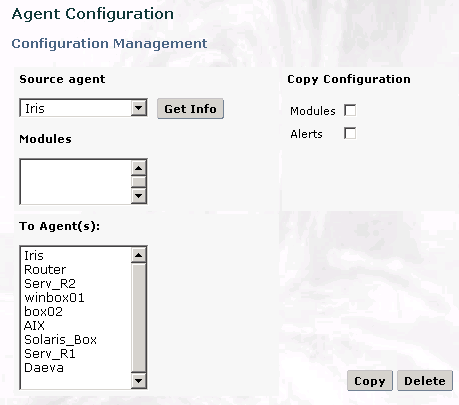 Agent Configuration
Configuration Management
Source agent
Iris
Get Info
Modules
To Agent(s):
Iris
Router
Serv_R2
winbox01
box02
AIX
Solaris_Box
Serv_R1
Daeva
Copy Configuration
Modules
Alerts
Copy
Delete